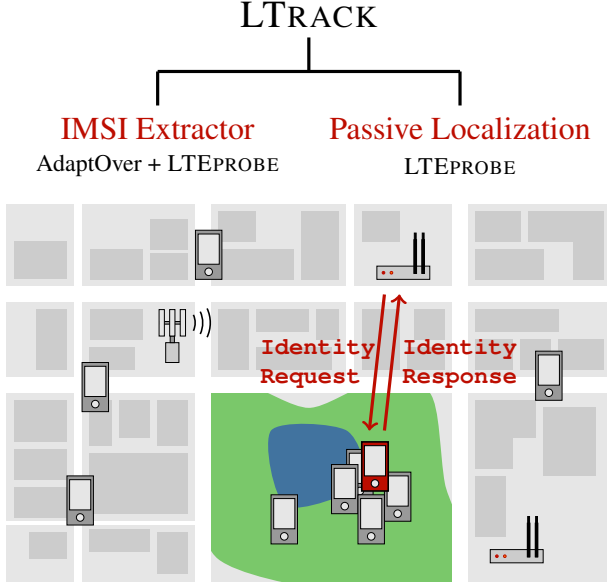 LTRACK
IMSI Extractor
AdaptOver + LTEPROBE
Passive Localization
LTEPROBE
Identity
Request
Identity
Response